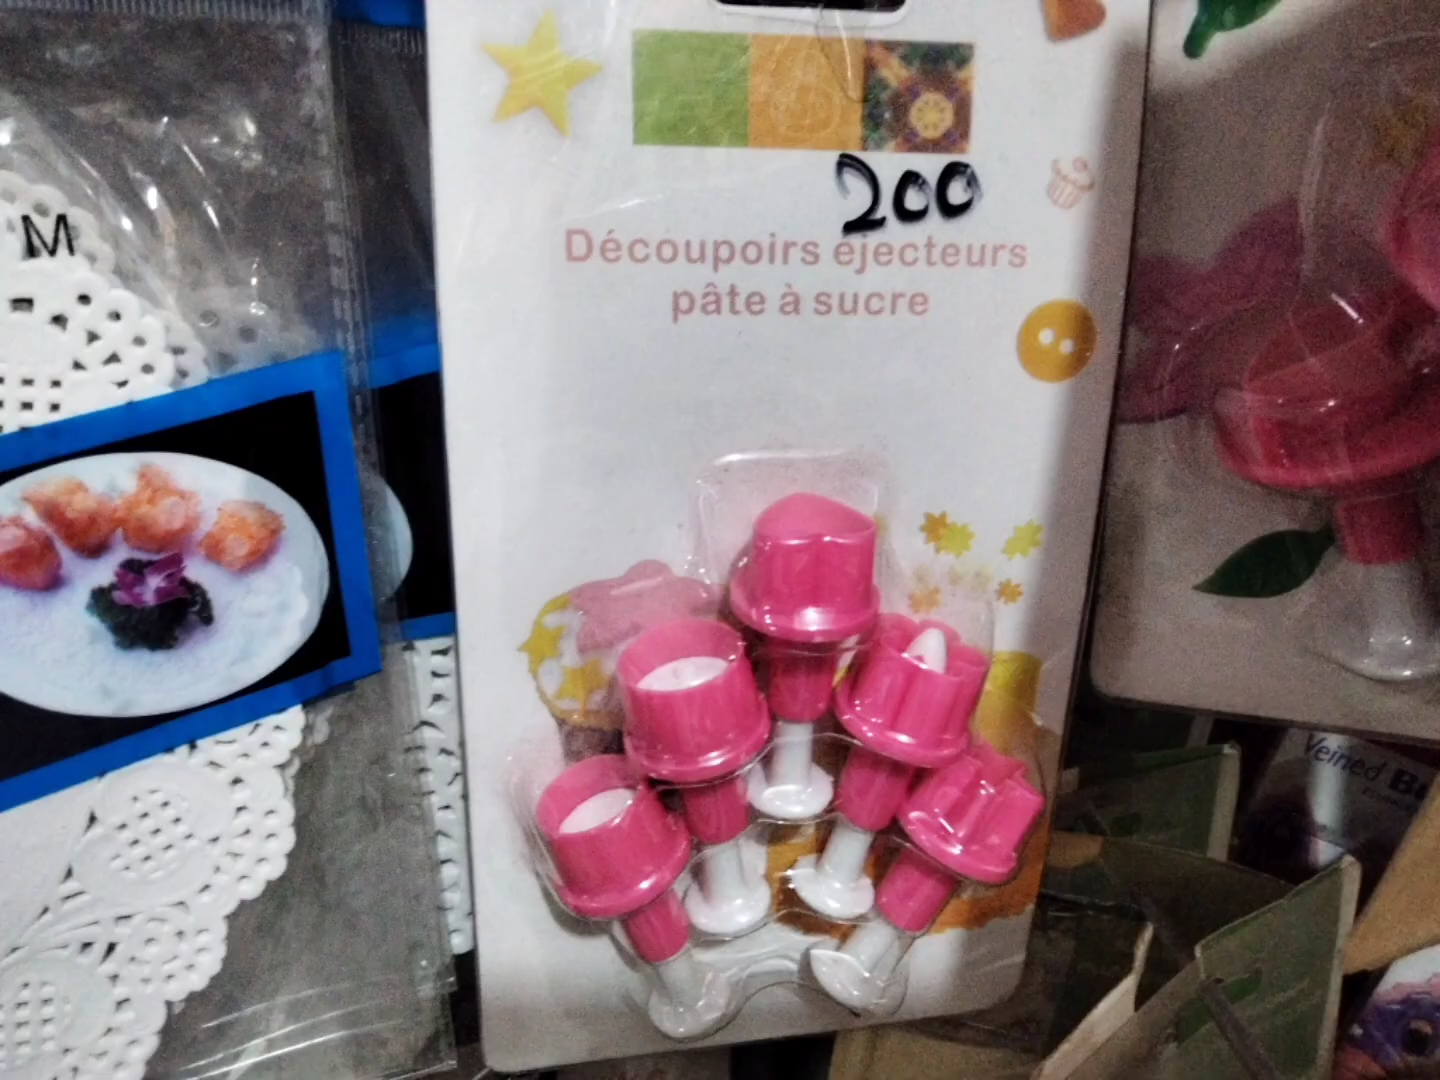 M
200
Découpoirs éjecteurs
pâte à sucre
Veined